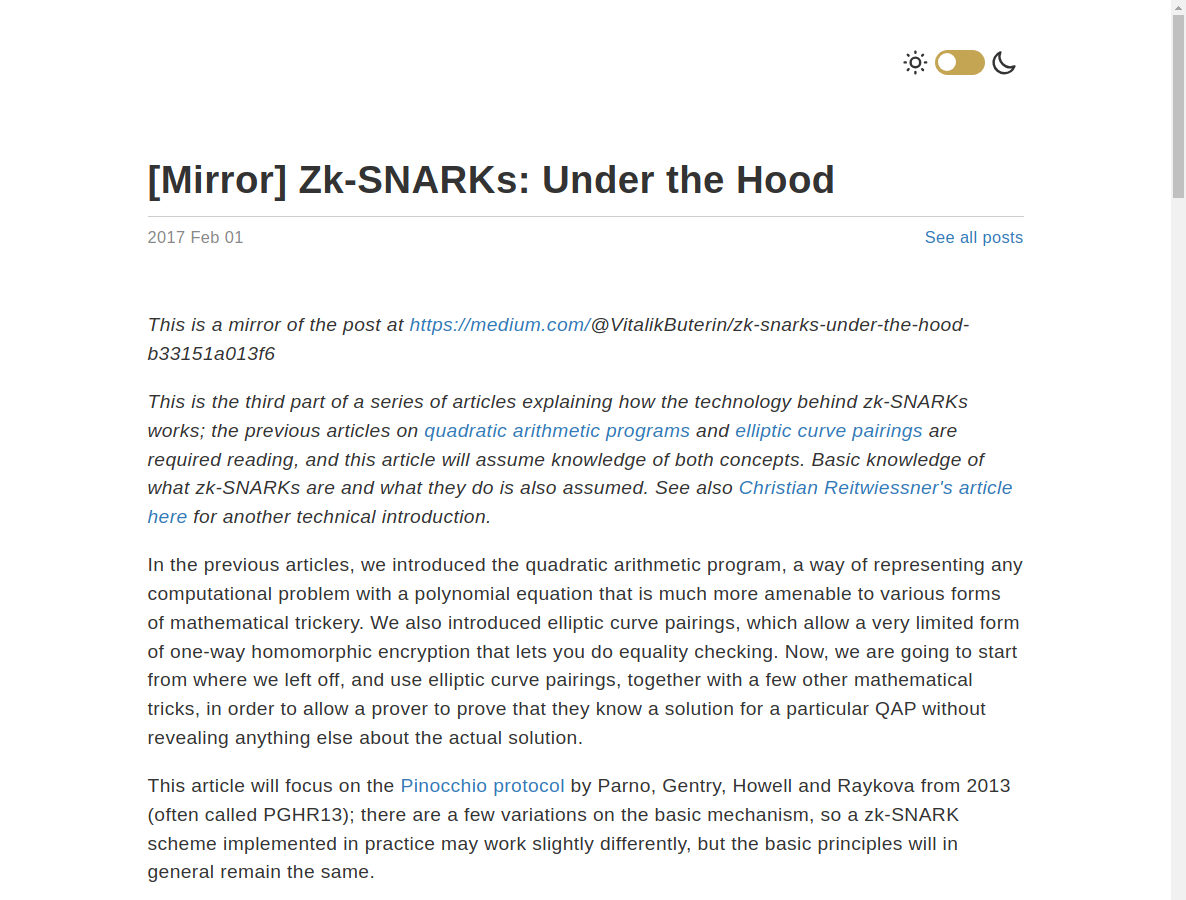 [Mirror] Zk-SNARKs: Under the Hood
2017 Feb 01
See all posts
This is a mirror of the post at https://medium.com/@VitalikButerin/zk-snarks-under-the-hood-
b33151a013f6
This is the third part of a series of articles explaining how the technology behind zk-SNARKs
works; the previous articles on quadratic arithmetic programs and elliptic curve pairings are
required reading, and this article will assume knowledge of both concepts. Basic knowledge of
what zk-SNARKs are and what they do is also assumed. See also Christian Reitwiessner's article
here for another technical introduction.
In the previous articles, we introduced the quadratic arithmetic program, a way of representing any
computational problem with a polynomial equation that is much more amenable to various forms
of mathematical trickery. We also introduced elliptic curve pairings, which allow a very limited form
of one-way homomorphic encryption that lets you do equality checking. Now, we are going to start
from where we left off, and use elliptic curve pairings, together with a few other mathematical
tricks, in order to allow a prover to prove that they know a solution for a particular QAP without
revealing anything else about the actual solution.
This article will focus on the Pinocchio protocol by Parno, Gentry, Howell and Raykova from 2013
(often called PGHR13); there are a few variations on the basic mechanism, so a zk-SNARK
scheme implemented in practice may work slightly differently, but the basic principles will in
general remain the same.